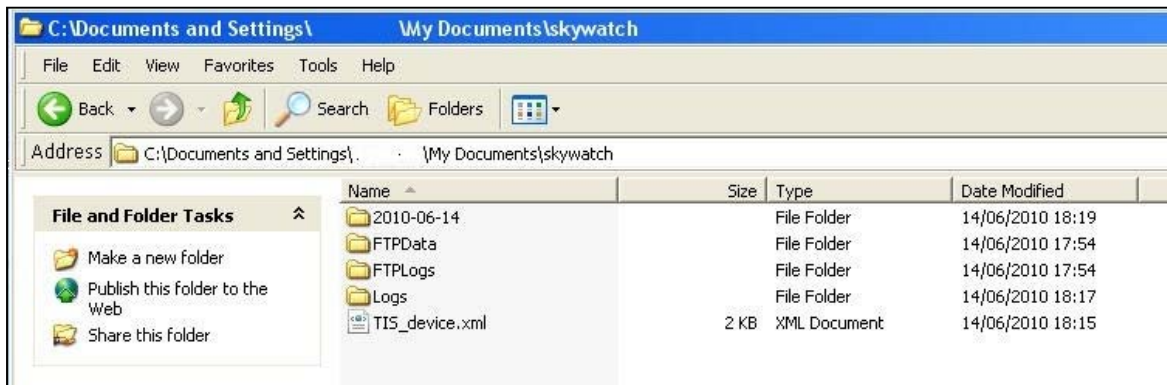 C:\Documents and Settings\ \My Documents\skywatch
File Edit View Favorites Tools Help
Back Search Folders
Address C:\Documents and Settings\. \My Documents\skywatch
Name Size Type Date Modified
File and Folder Tasks
Make a new folder
Publish this folder to the
Web
Share this folder
2010-06-14 File Folder 14/06/2010 18:19
FTPData File Folder 14/06/2010 17:54
FTPLogs File Folder 14/06/2010 17:54
Logs File Folder 14/06/2010 18:17
TIS_device.xml 2 KB XML Document 14/06/2010 18:15